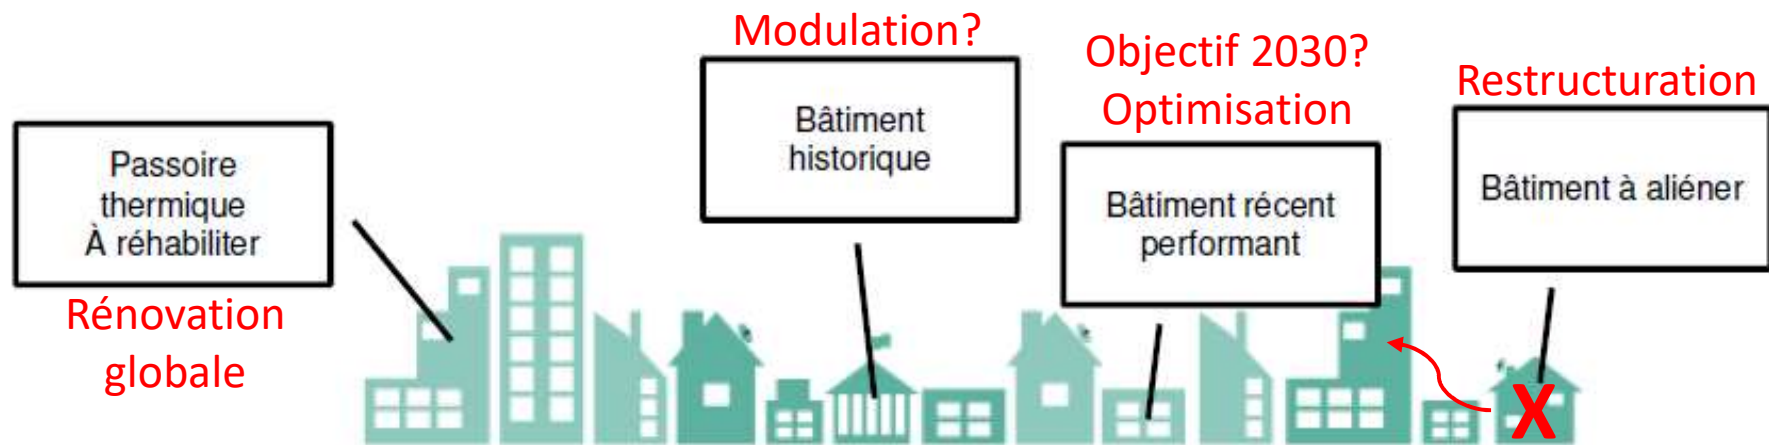 Passoire
thermique
À réhabiliter
Rénovation
globale
Modulation?
Bâtiment
historique
Objectif 2030?
Optimisation
Bâtiment récent
performant
Restructuration
Bâtiment à aliéner
X